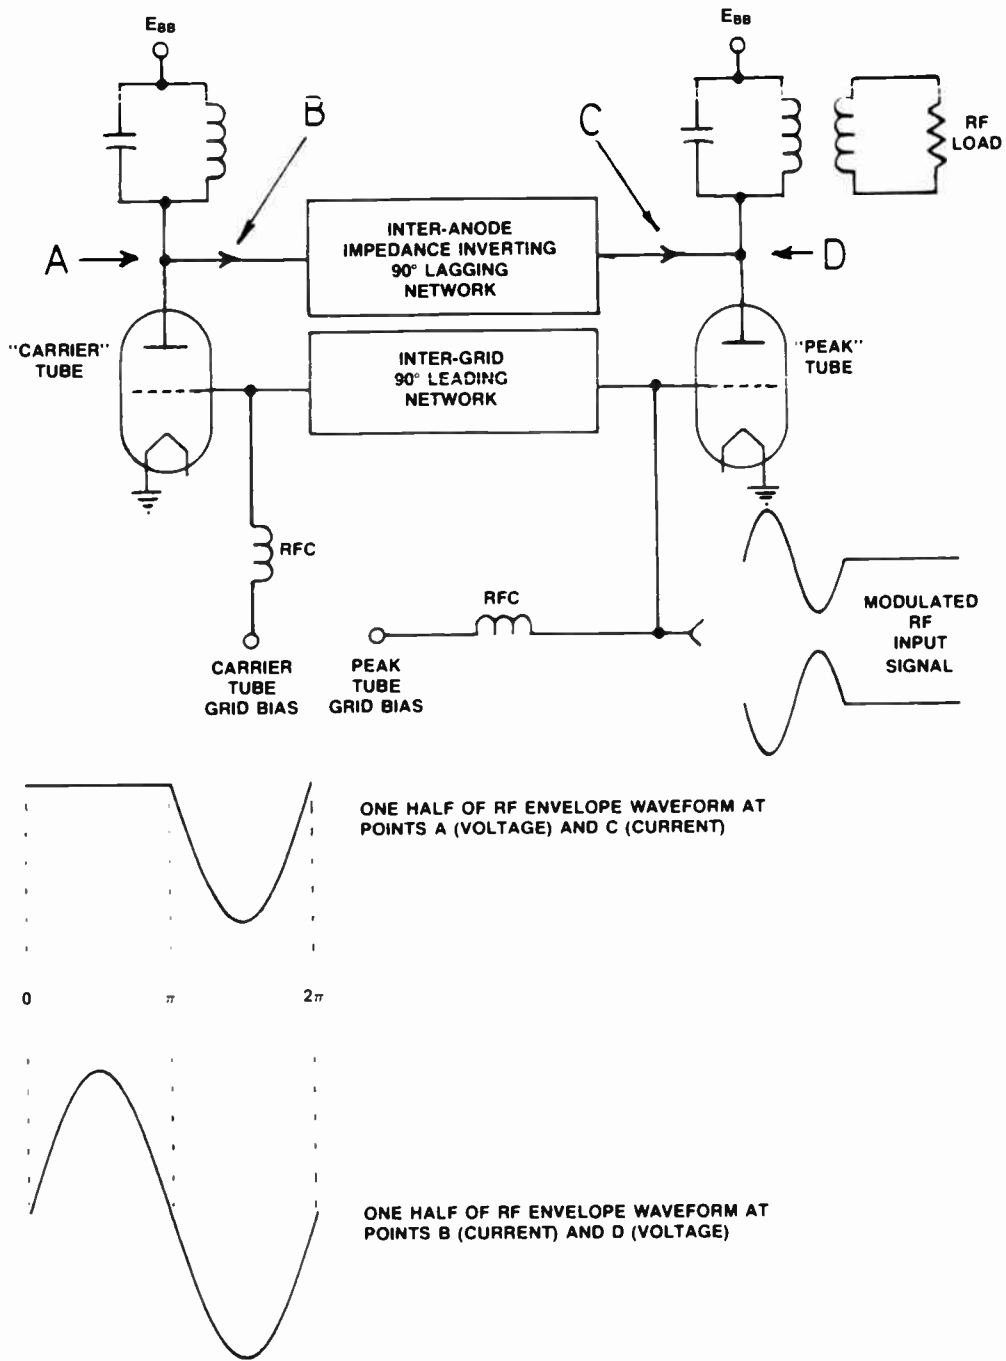 E_BB
E_BB
B
C
RF
LOAD
INTER-ANODE
IMPEDANCE INVERTING
90° LAGGING
NETWORK
A
D
"CARRIER"
TUBE
INTER-GRID
90° LEADING
NETWORK
"PEAK"
TUBE
RFC
RFC
MODULATED
RF
INPUT
SIGNAL
CARRIER
TUBE
GRID BIAS
PEAK
TUBE
GRID BIAS
ONE HALF OF RF ENVELOPE WAVEFORM AT
POINTS A (VOLTAGE) AND C (CURRENT)
0
π
2π
ONE HALF OF RF ENVELOPE WAVEFORM AT
POINTS B (CURRENT) AND D (VOLTAGE)